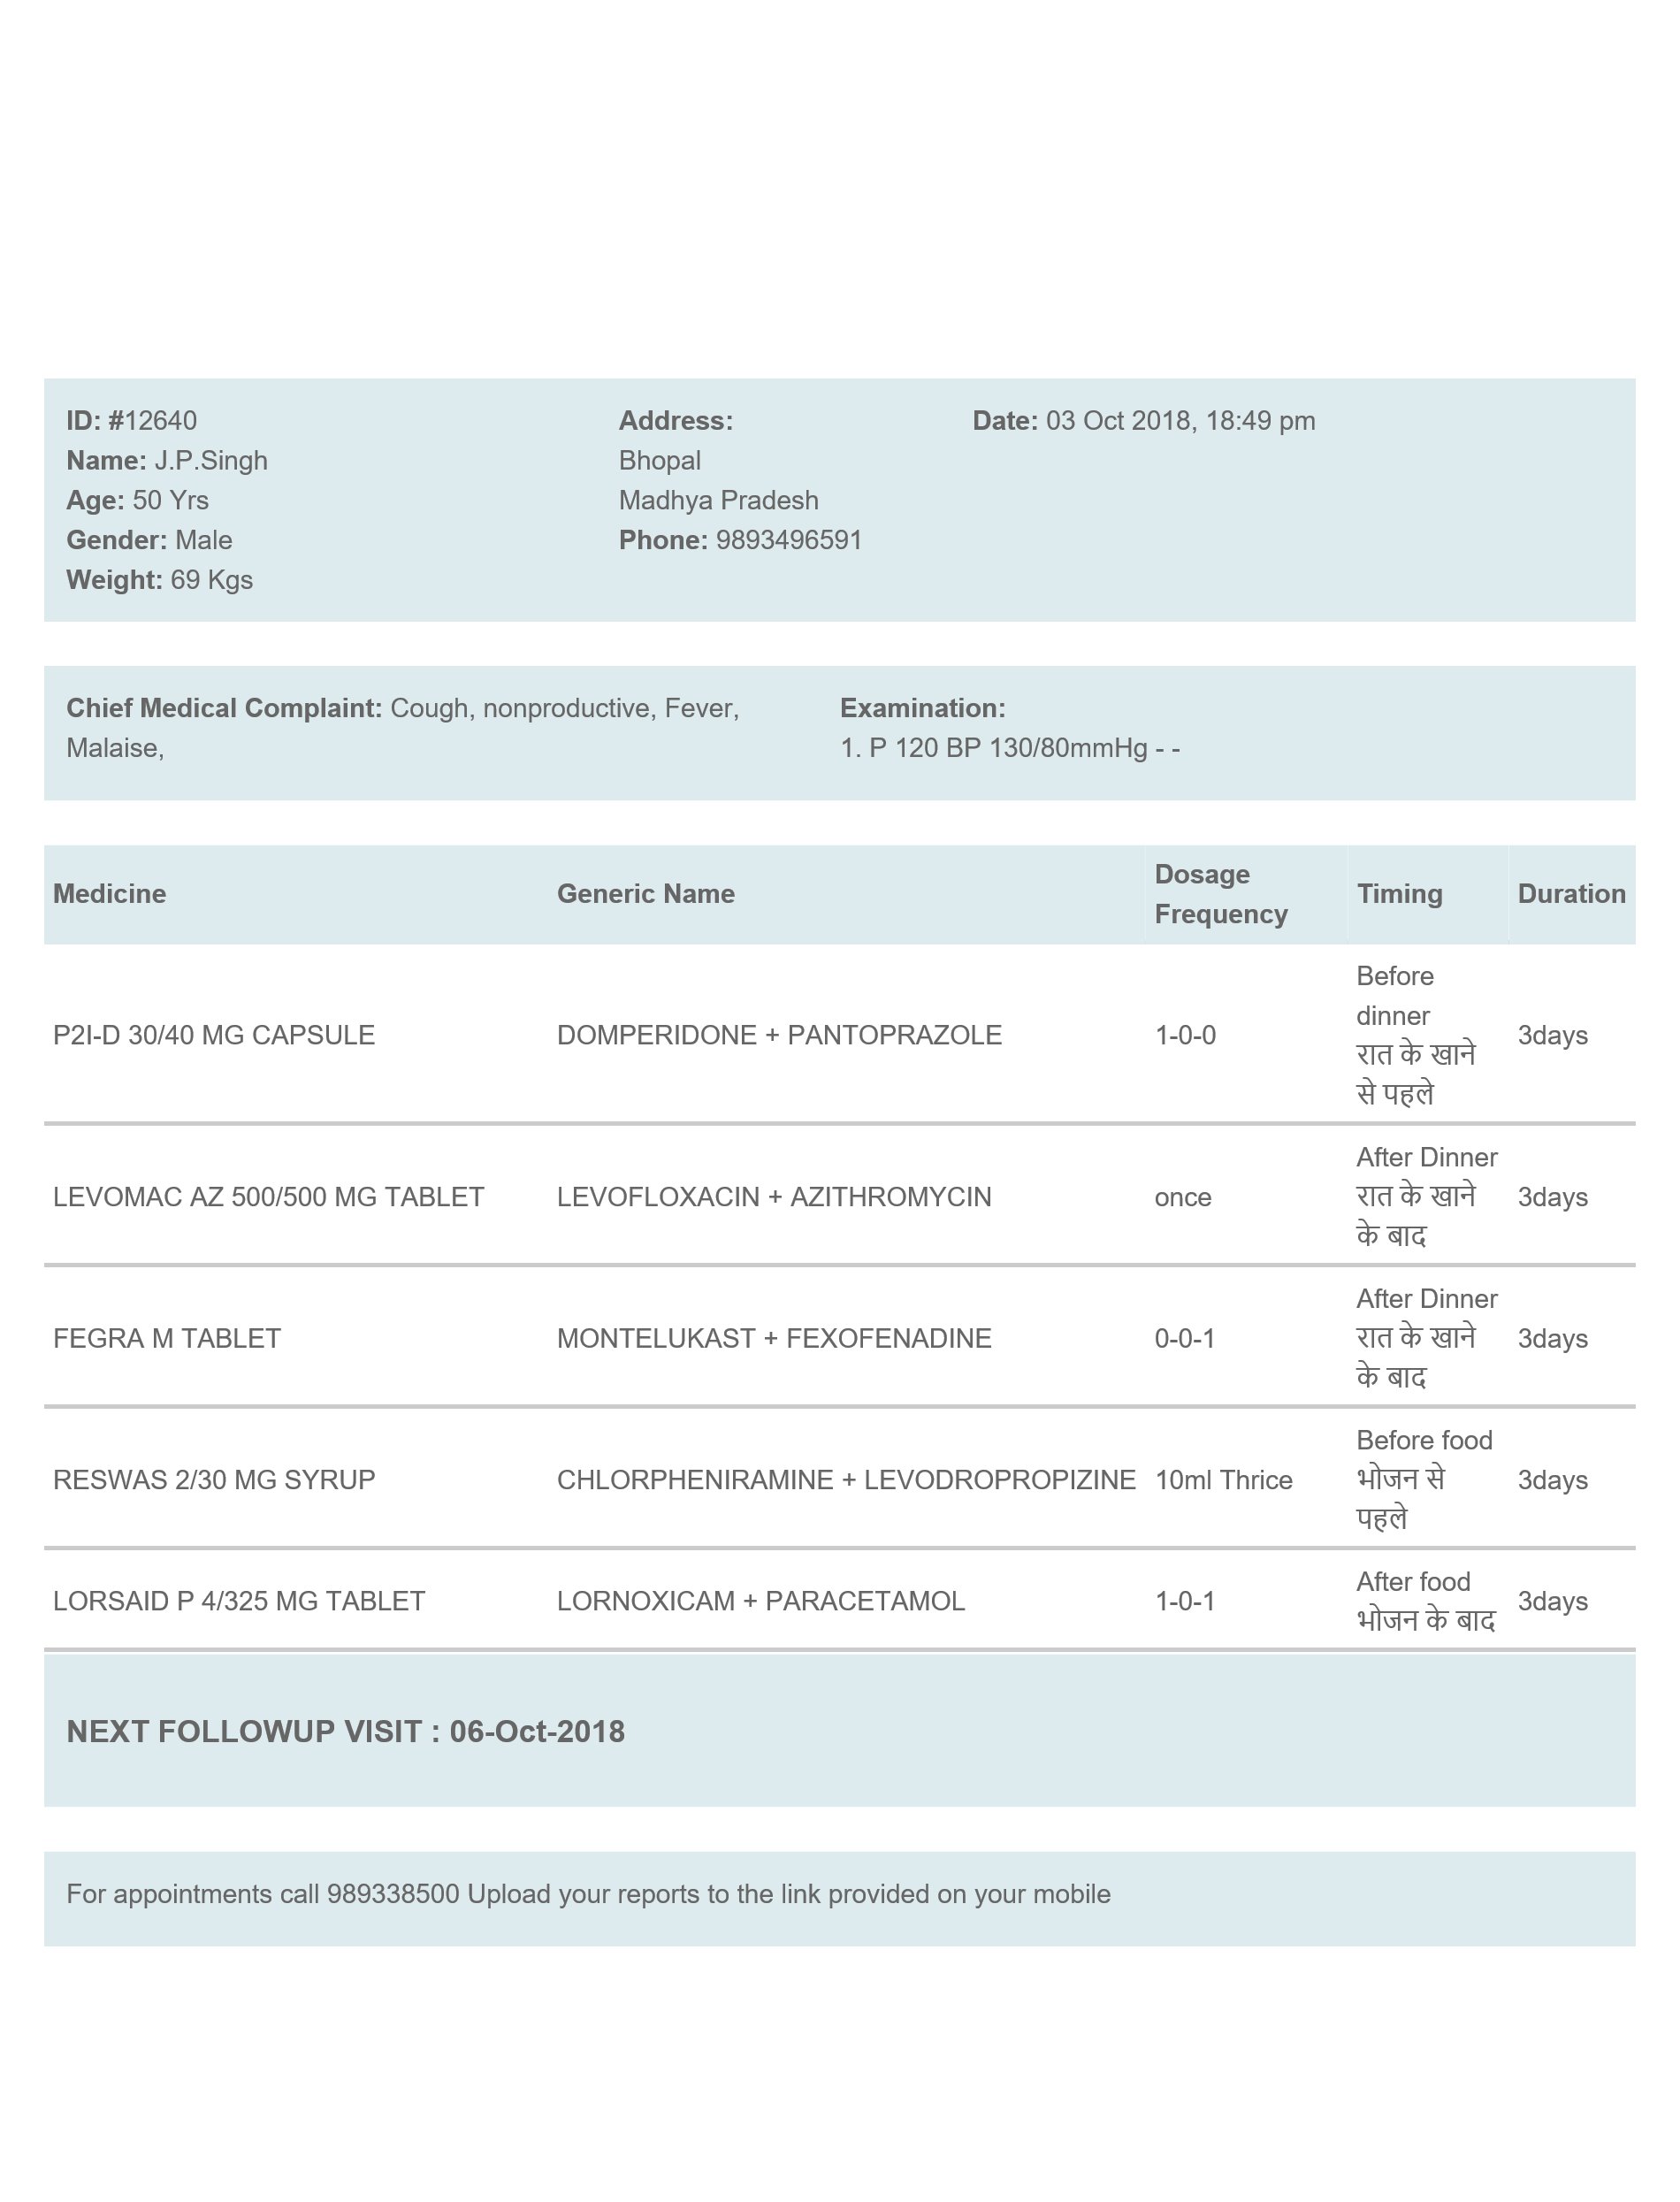 ID: #12640
Name: J.P.Singh
Age: 50 Yrs
Gender: Male
Weight: 69 Kgs
Address:
Bhopal
Madhya Pradesh
Phone: 9893496591
Date: 03 Oct 2018, 18:49 pm
Chief Medical Complaint: Cough, nonproductive, Fever,
Malaise,
Examination:
1. P 120 BP 130/80mmHg - -
Medicine Generic Name Dosage Frequency Timing Duration
P2I-D 30/40 MG CAPSULE DOMPERIDONE + PANTOPRAZOLE 1-0-0 Before dinner रात के खाने से पहले 3days
LEVOMAC AZ 500/500 MG TABLET LEVOFLOXACIN + AZITHROMYCIN once After Dinner रात के खाने के बाद 3days
FEGRA M TABLET MONTELUKAST + FEXOFENADINE 0-0-1 After Dinner रात के खाने के बाद 3days
RESWAS 2/30 MG SYRUP CHLORPHENIRAMINE + LEVODROPROPIZINE 10ml Thrice Before food भोजन से पहले 3days
LORSAID P 4/325 MG TABLET LORNOXICAM + PARACETAMOL 1-0-1 After food भोजन के बाद 3days
NEXT FOLLOWUP VISIT : 06-Oct-2018
For appointments call 989338500 Upload your reports to the link provided on your mobile